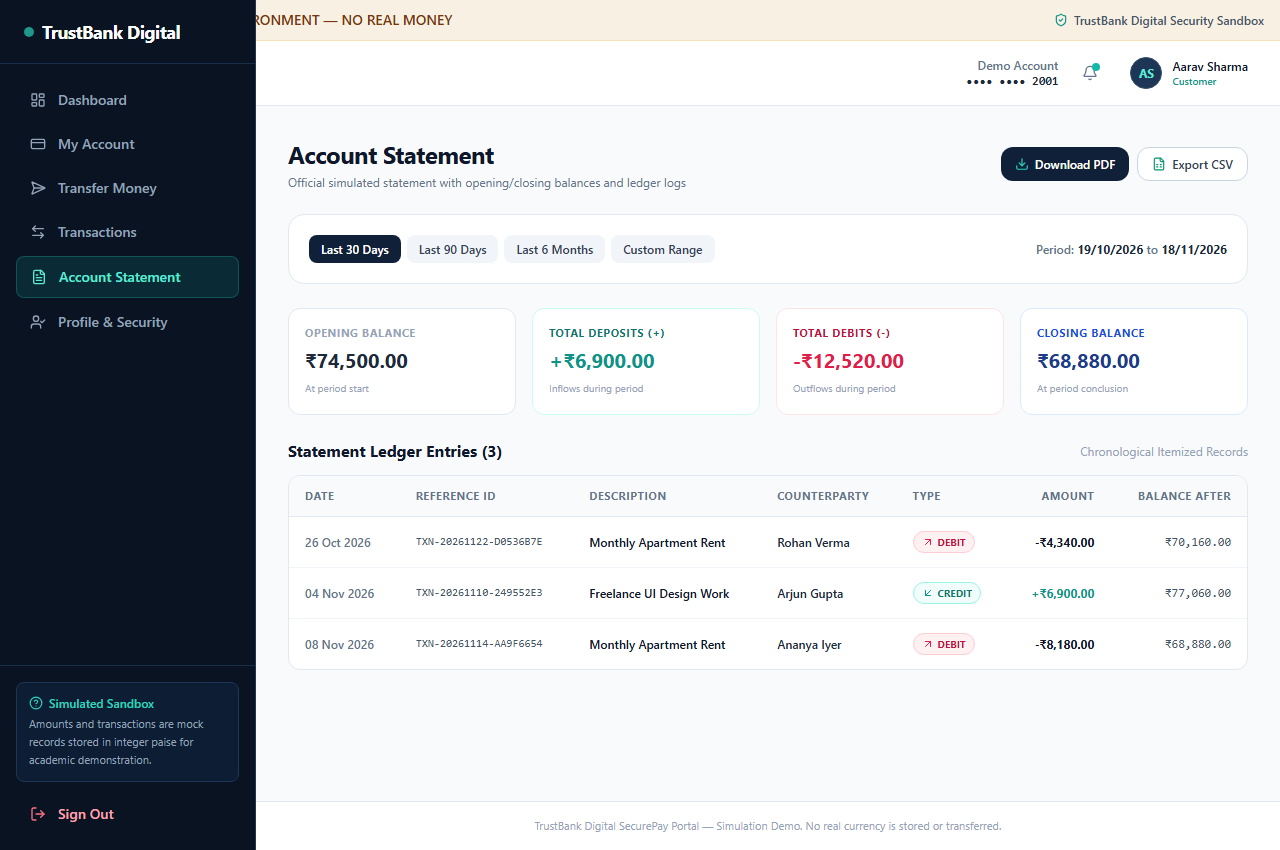 TrustBank Digital
RONMENT — NO REAL MONEY
TrustBank Digital Security Sandbox
Demo Account
•••• •••• 2001
AS
Aarav Sharma
Customer
Dashboard
My Account
Transfer Money
Transactions
Account Statement
Profile & Security
Account Statement
Official simulated statement with opening/closing balances and ledger logs
Download PDF
Export CSV
Last 30 Days
Last 90 Days
Last 6 Months
Custom Range
Period: 19/10/2026 to 18/11/2026
OPENING BALANCE
₹74,500.00
At period start
TOTAL DEPOSITS (+)
+₹6,900.00
Inflows during period
TOTAL DEBITS (-)
-₹12,520.00
Outflows during period
CLOSING BALANCE
₹68,880.00
At period conclusion
Statement Ledger Entries (3)
Chronological Itemized Records
DATE REFERENCE ID DESCRIPTION COUNTERPARTY TYPE AMOUNT BALANCE AFTER
26 Oct 2026 TXN-20261122-D0536B7E Monthly Apartment Rent Rohan Verma DEBIT -₹4,340.00 ₹70,160.00
04 Nov 2026 TXN-20261110-249552E3 Freelance UI Design Work Arjun Gupta CREDIT +₹6,900.00 ₹77,060.00
08 Nov 2026 TXN-20261114-AA9F6654 Monthly Apartment Rent Ananya Iyer DEBIT -₹8,180.00 ₹68,880.00
Simulated Sandbox
Amounts and transactions are mock
records stored in integer paise for
academic demonstration.
Sign Out
TrustBank Digital SecurePay Portal — Simulation Demo. No real currency is stored or transferred.